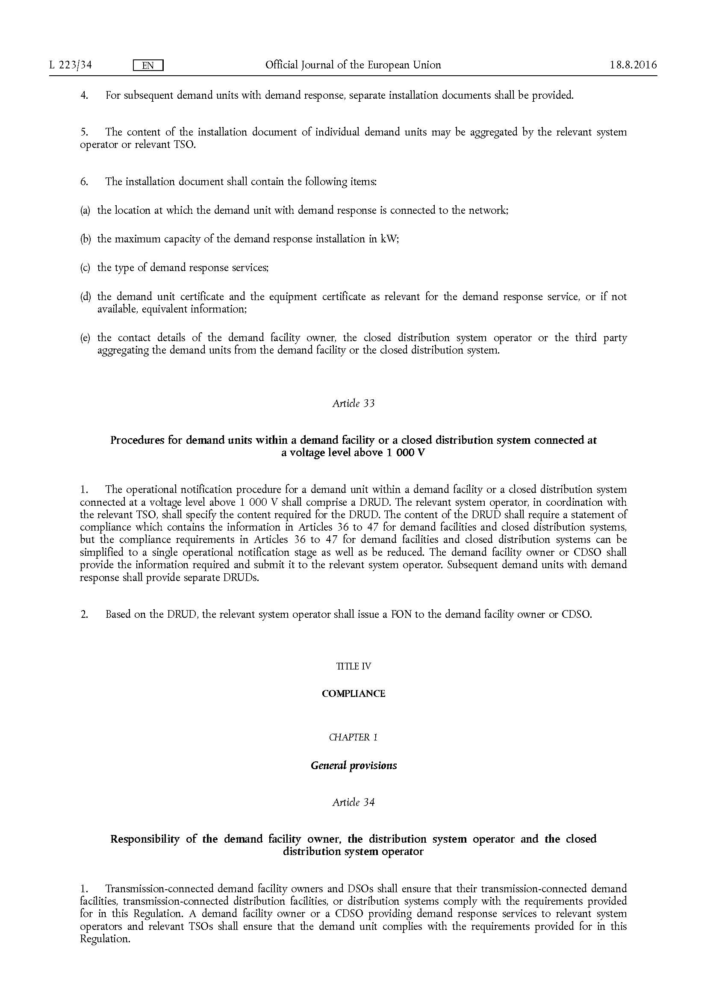 L 223/34 EN Official Journal of the European Union 18.8.2016
4. For subsequent demand units with demand response, separate installation documents shall be provided.
5. The content of the installation document of individual demand units may be aggregated by the relevant system
operator or relevant TSO.
6. The installation document shall contain the following items:
(a) the location at which the demand unit with demand response is connected to the network;
(b) the maximum capacity of the demand response installation in kW;
(c) the type of demand response services;
(d) the demand unit certificate and the equipment certificate as relevant for the demand response service, or if not
available, equivalent information;
(e) the contact details of the demand facility owner, the closed distribution system operator or the third party
aggregating the demand units from the demand facility or the closed distribution system.
Article 33
Procedures for demand units within a demand facility or a closed distribution system connected at
a voltage level above 1 000 V
1. The operational notification procedure for a demand unit within a demand facility or a closed distribution system
connected at a voltage level above 1 000 V shall comprise a DRUD. The relevant system operator, in coordination with
the relevant TSO, shall specify the content required for the DRUD. The content of the DRUD shall require a statement of
compliance which contains the information in Articles 36 to 47 for demand facilities and closed distribution systems,
but the compliance requirements in Articles 36 to 47 for demand facilities and closed distribution systems can be
simplified to a single operational notification stage as well as be reduced. The demand facility owner or CDSO shall
provide the information required and submit it to the relevant system operator. Subsequent demand units with demand
response shall provide separate DRUDs.
2. Based on the DRUD, the relevant system operator shall issue a FON to the demand facility owner or CDSO.
TITLE IV
COMPLIANCE
CHAPTER 1
General provisions
Article 34
Responsibility of the demand facility owner, the distribution system operator and the closed
distribution system operator
1. Transmission-connected demand facility owners and DSOs shall ensure that their transmission-connected demand
facilities, transmission-connected distribution facilities, or distribution systems comply with the requirements provided
for in this Regulation. A demand facility owner or a CDSO providing demand response services to relevant system
operators and relevant TSOs shall ensure that the demand unit complies with the requirements provided for in this
Regulation.